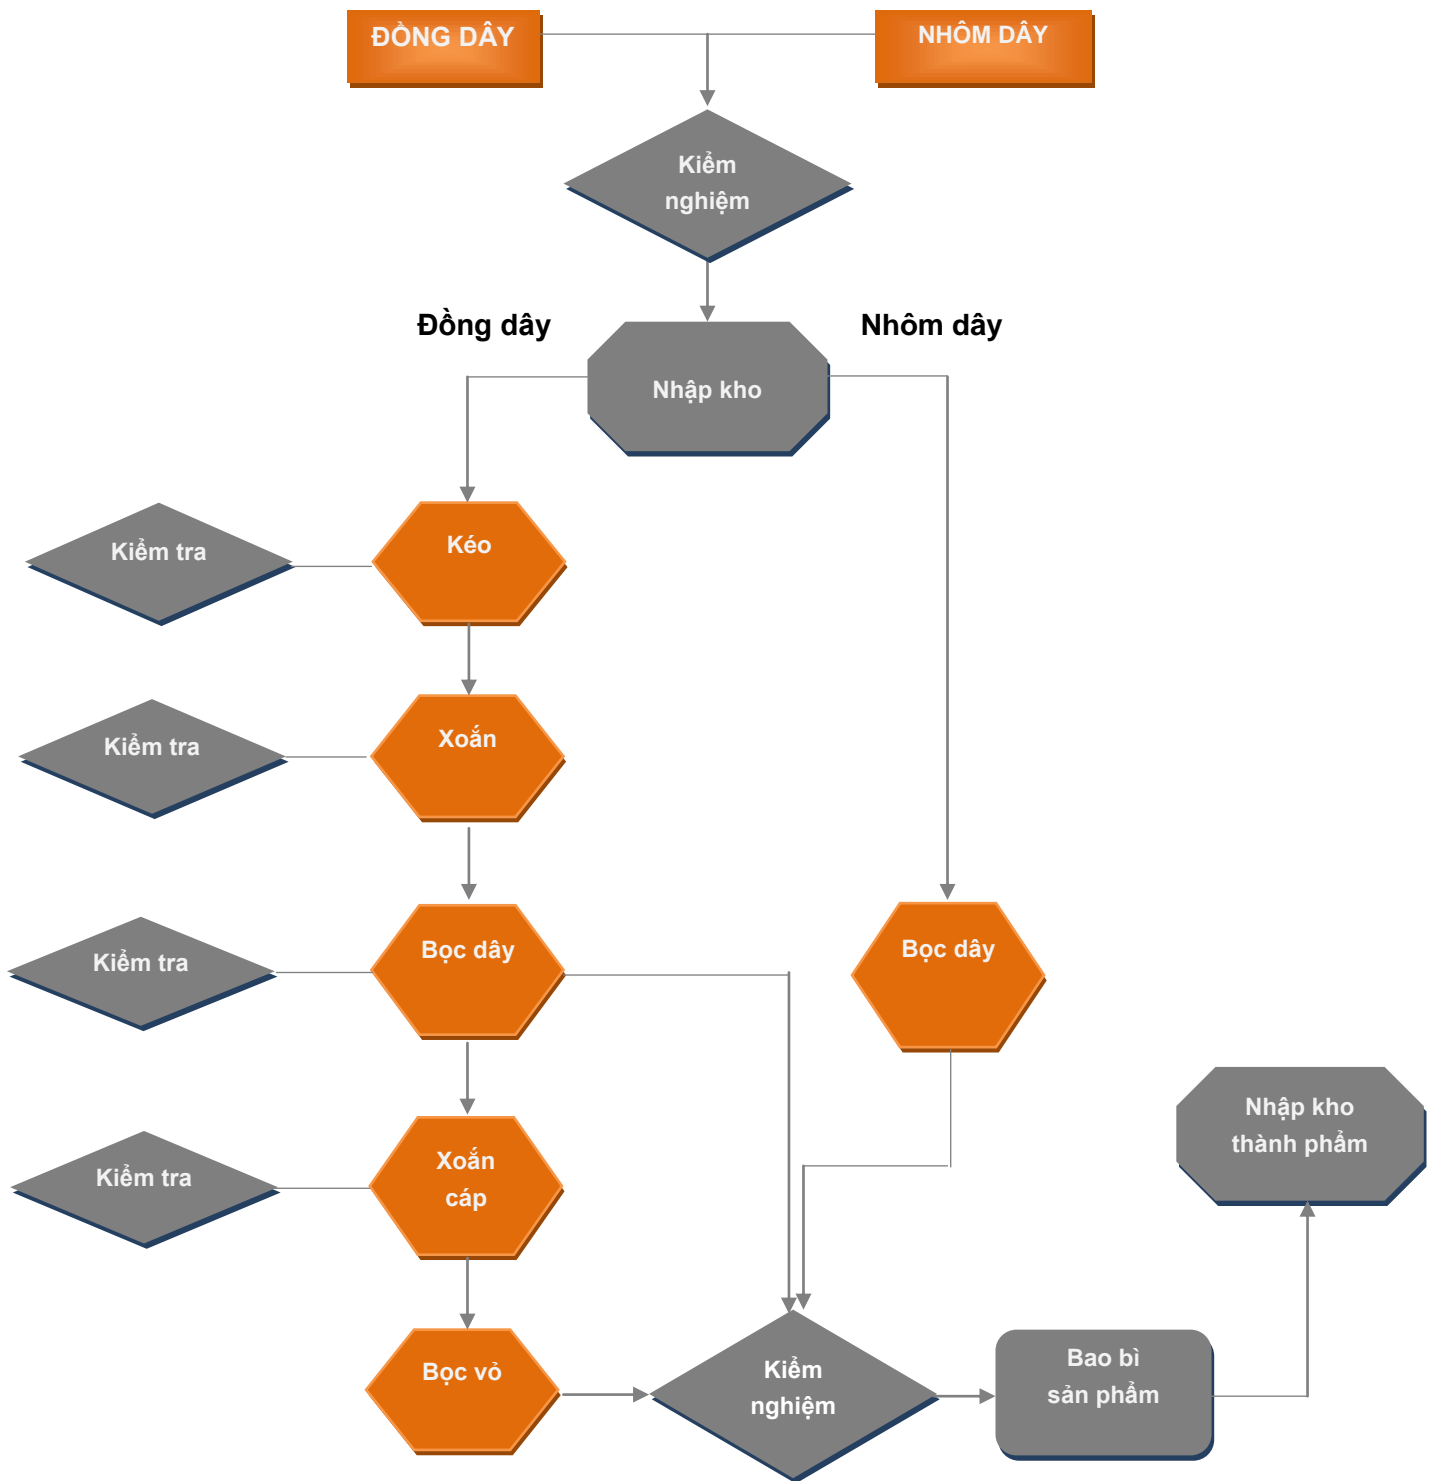 ĐỒNG DÂY
NHÔM DÂY
Kiểm
nghiệm
Đồng dây
Nhôm dây
Nhập kho
Kiểm tra
Kéo
Kiểm tra
Xoắn
Kiểm tra
Bọc dây
Bọc dây
Kiểm tra
Xoắn
cáp
Nhập kho
thành phẩm
Bọc vỏ
Kiểm
nghiệm
Bao bì
sản phẩm